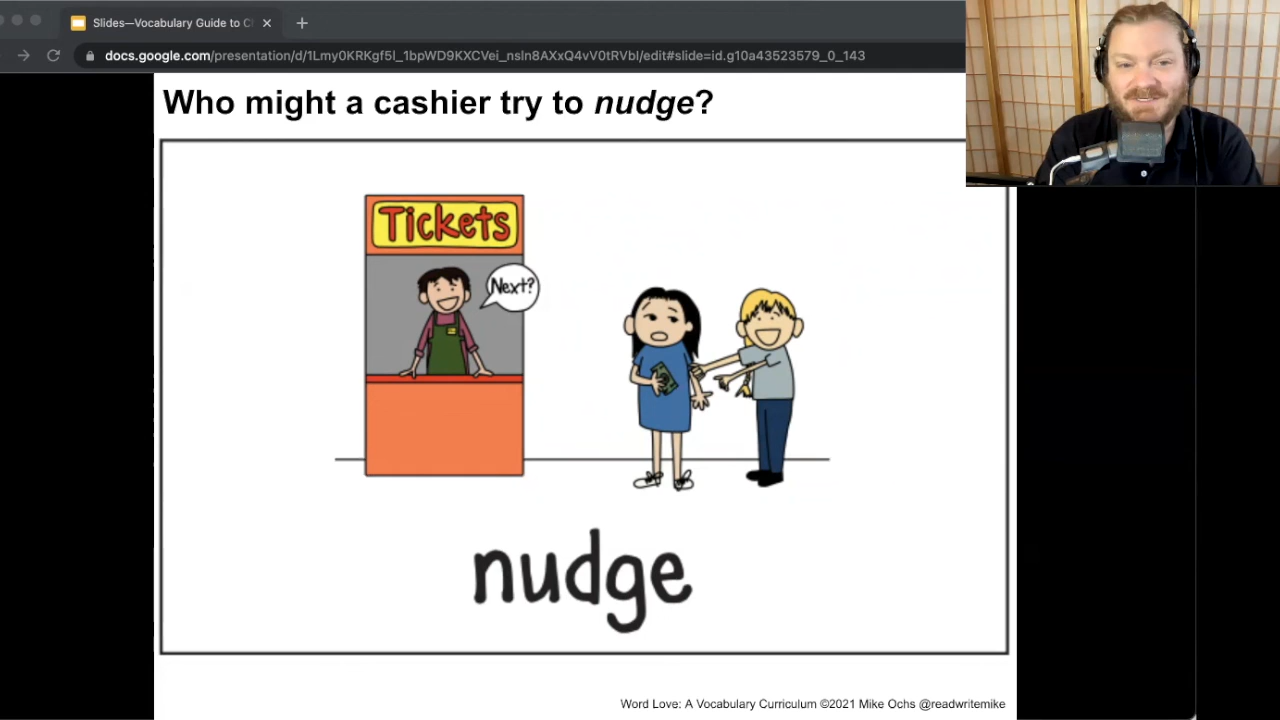 Slides—Vocabulary Guide to C
docs.google.com/presentation/d/1Lmy0KRKgf5I_1bpWD9KXCVei_nsIn8AXxQ4vV0tRVbI/edit#slide=id.g10a43523579_0_143
Who might a cashier try to nudge?
Tickets
Next?
nudge
Word Love: A Vocabulary Curriculum ©2021 Mike Ochs @readwritemike